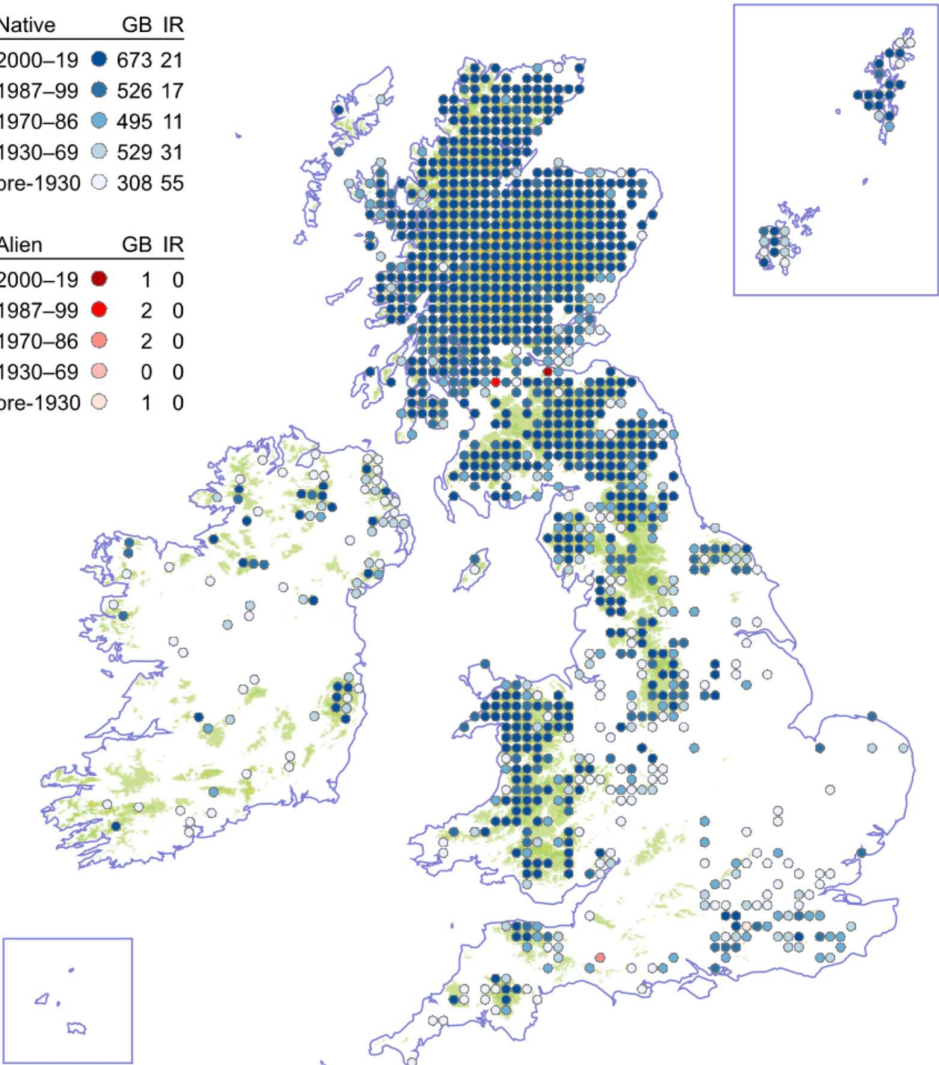 Native GB IR
2000–19 673 21
1987–99 526 17
1970–86 495 11
1930–69 529 31
pre-1930 308 55
Alien GB IR
2000–19 1 0
1987–99 2 0
1970–86 2 0
1930–69 0 0
pre-1930 1 0